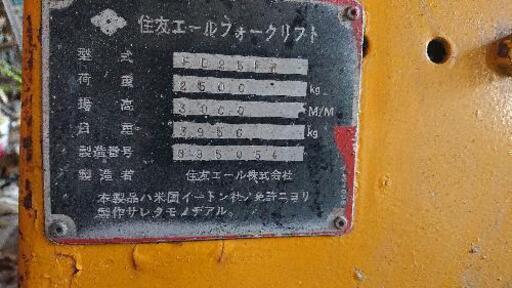 住友エールフォークリフト
型式 FD25P
荷重 2500 kg
揚高 3000 M/M
自重 3950 kg
製造番号 895054
製造者 住友エール株式会社
本製品ハ米国イートン社ノ免許ニヨリ
製作サレタモノデアル。